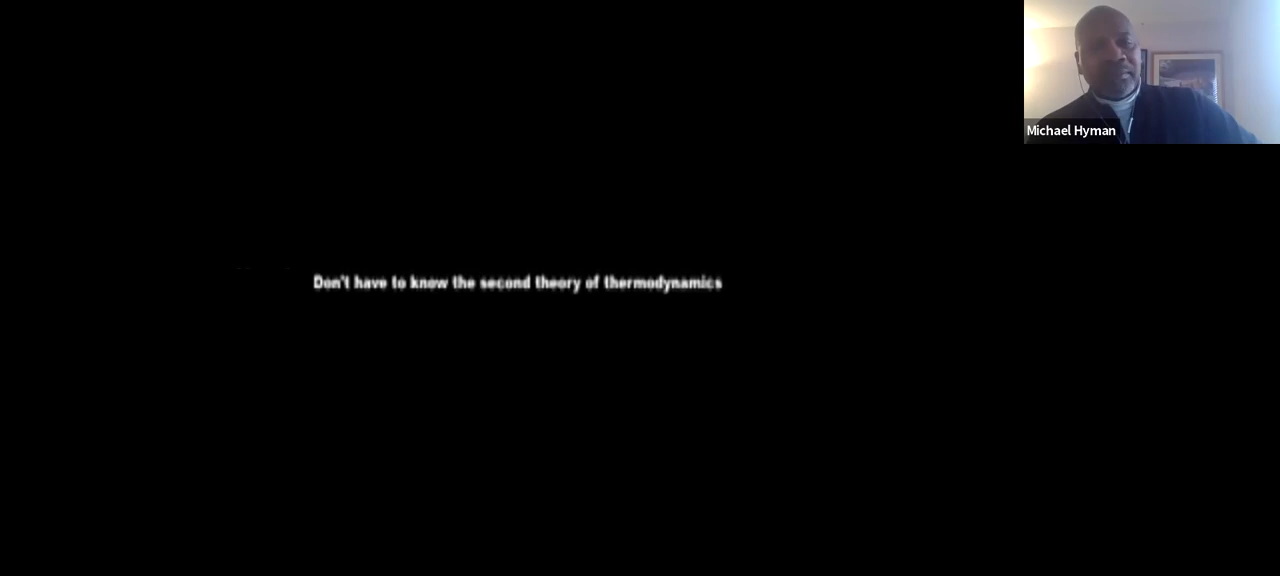 Michael Hyman
Don't have to know the second theory of thermodynamics